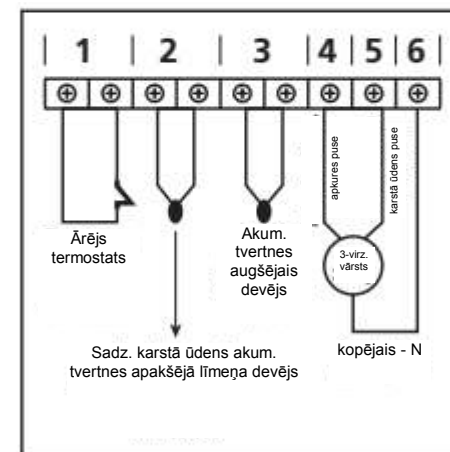 1 2 3 4 5 6
apkures puse
karstā ūdens puse
Ārējs
termostats
Akum.
tvertnes
augšējais
devējs
3-virz.
vārsts
Sadz. karstā ūdens akum.
tvertnes apakšējā līmeņa devējs
kopējais - N